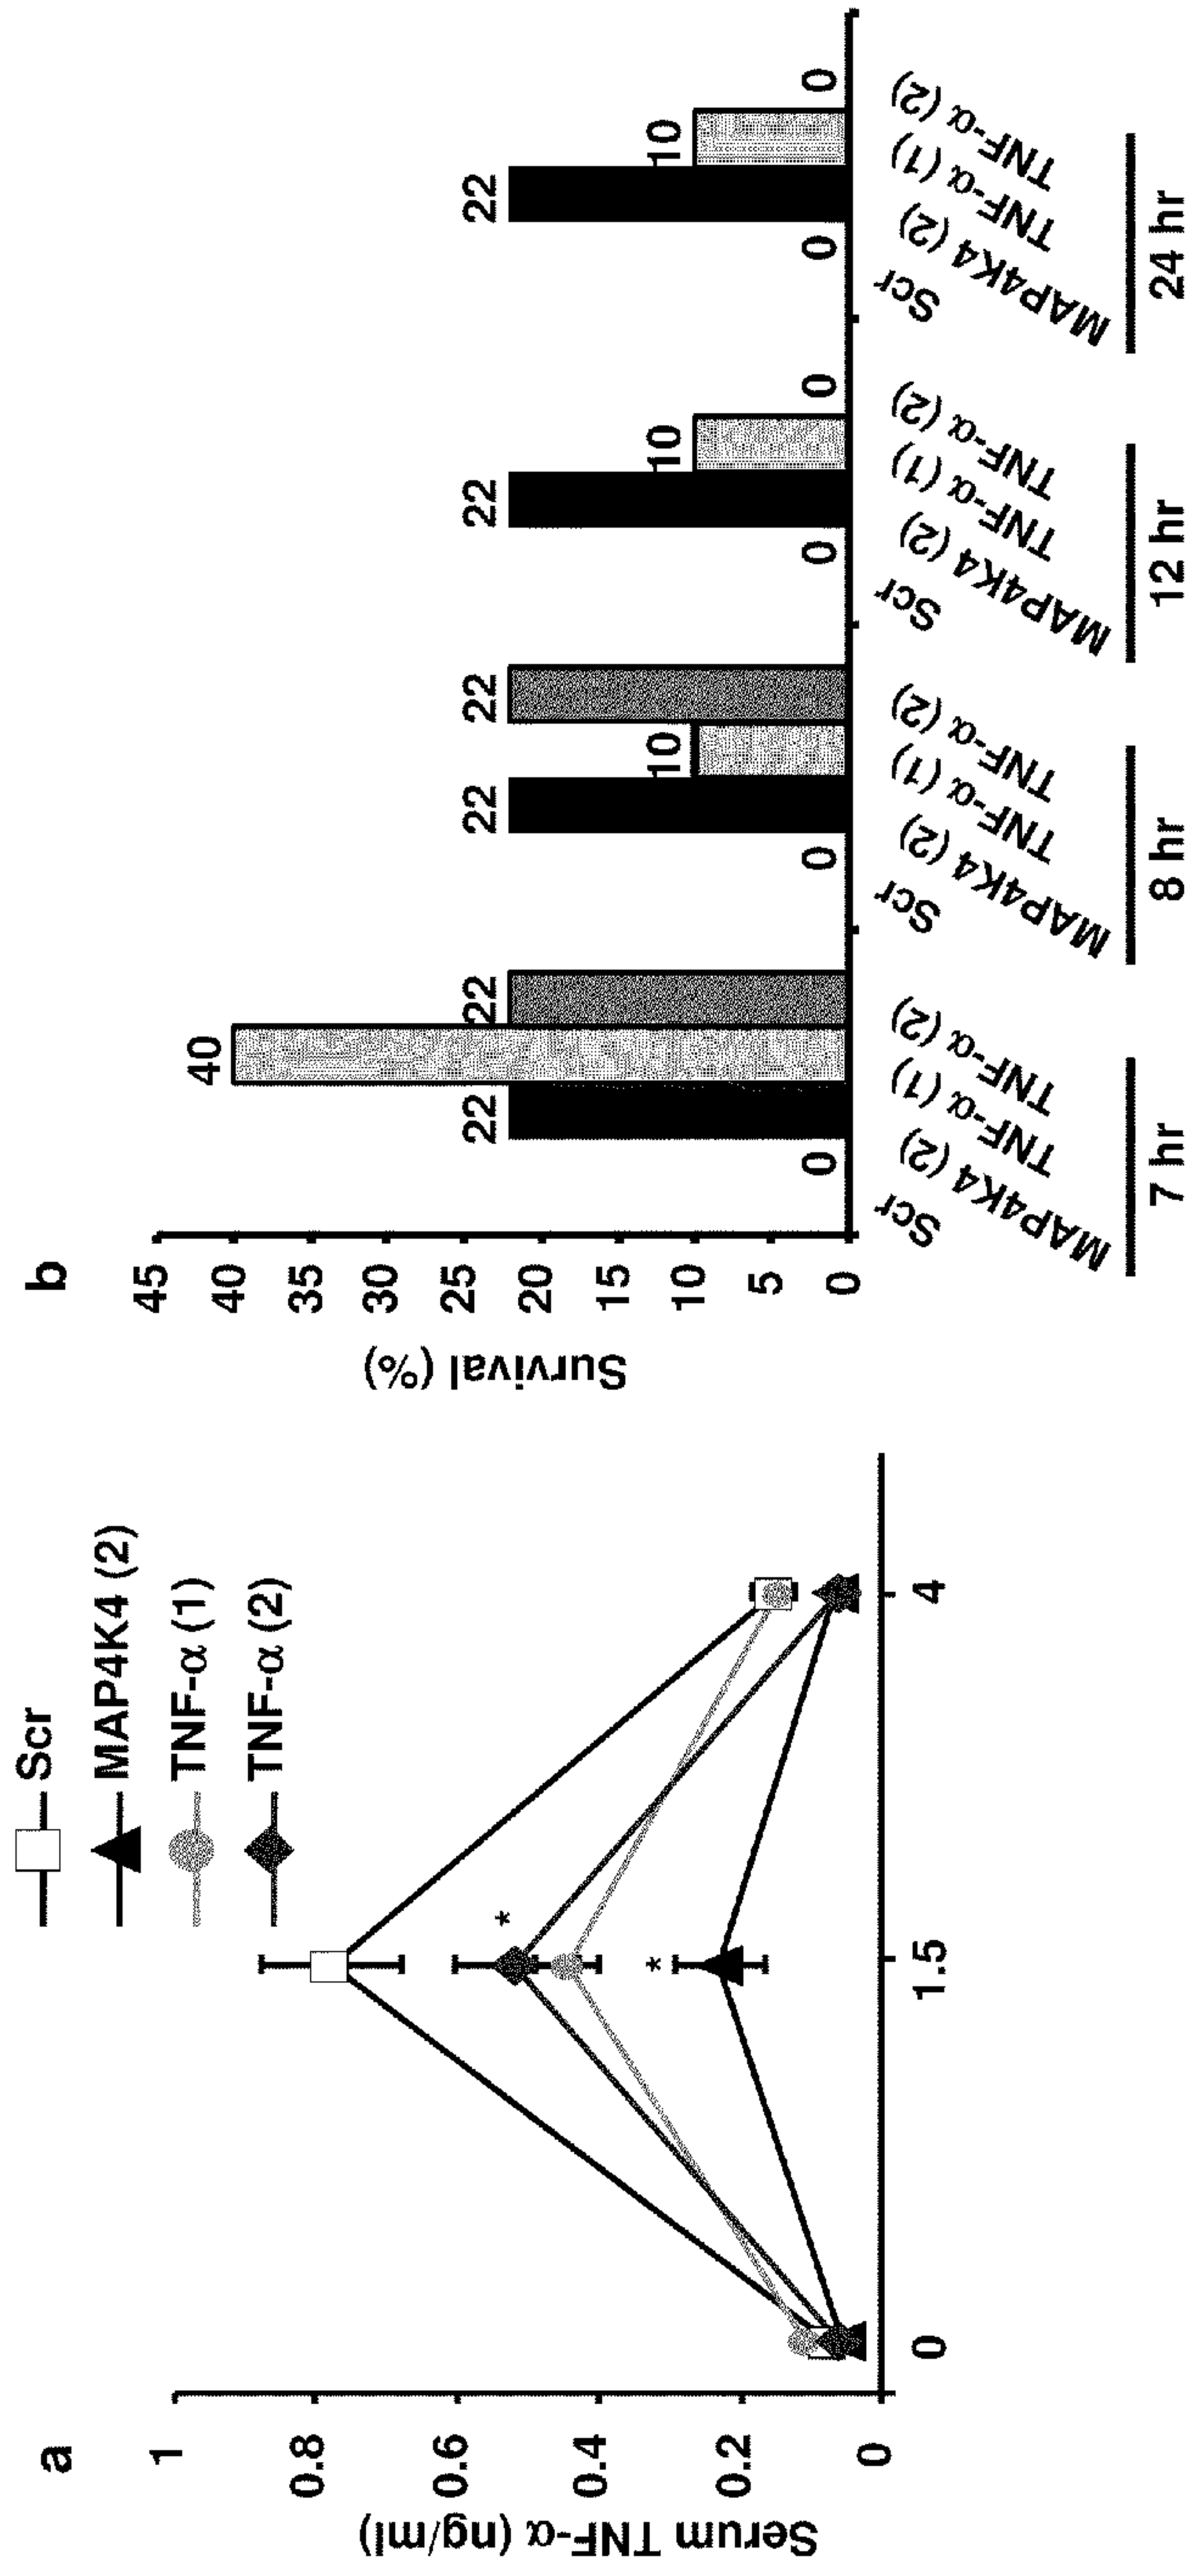 a
Scr
MAP4K4 (2)
TNF-α (1)
TNF-α (2)
Serum TNF-α (ng/ml)
1
0.8
0.6
0.4
0.2
0
*
*
0
1.5
4
b
Survival (%)
45
40
35
30
25
20
15
10
5
0
0
22
40
22
0
22
10
22
0
22
10
0
0
22
10
0
Scr
MAP4K4 (2)
TNF-α (1)
TNF-α (2)
7 hr
Scr
MAP4K4 (2)
TNF-α (1)
TNF-α (2)
8 hr
Scr
MAP4K4 (2)
TNF-α (1)
TNF-α (2)
12 hr
Scr
MAP4K4 (2)
TNF-α (1)
TNF-α (2)
24 hr